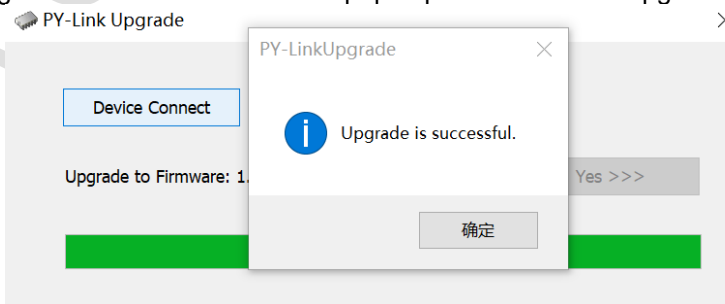 PY-Link Upgrade
PY-LinkUpgrade
Device Connect
Upgrade is successful.
Upgrade to Firmware: 1.
Yes >>>
确定